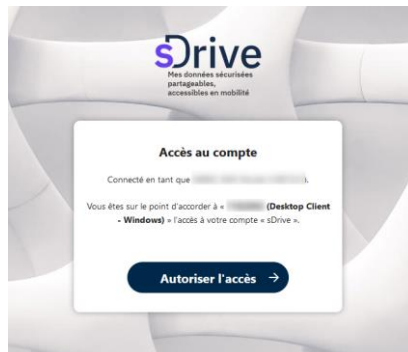 sDrive
Mes données sécurisées
partageables,
accessibles en mobilité
Accès au compte
Connecté en tant que
Vous êtes sur le point d'accorder à « (Desktop Client
- Windows) » l'accès à votre compte « sDrive ».
Autoriser l'accès →